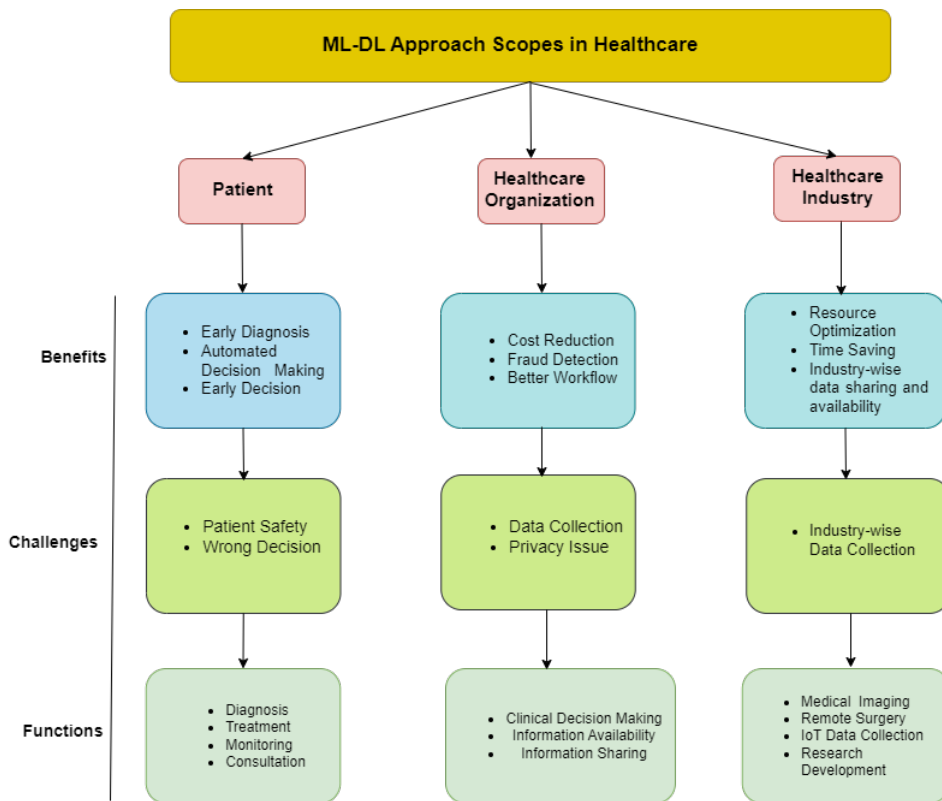 ML-DL Approach Scopes in Healthcare
Patient
Healthcare
Organization
Healthcare
Industry
Benefits
• Early Diagnosis
• Automated
Decision Making
• Early Decision
• Cost Reduction
• Fraud Detection
• Better Workflow
• Resource
Optimization
• Time Saving
• Industry-wise
data sharing and
availability
Challenges
• Patient Safety
• Wrong Decision
• Data Collection
• Privacy Issue
• Industry-wise
Data Collection
Functions
• Diagnosis
• Treatment
• Monitoring
• Consultation
• Clinical Decision Making
• Information Availability
• Information Sharing
• Medical Imaging
• Remote Surgery
• IoT Data Collection
• Research
Development